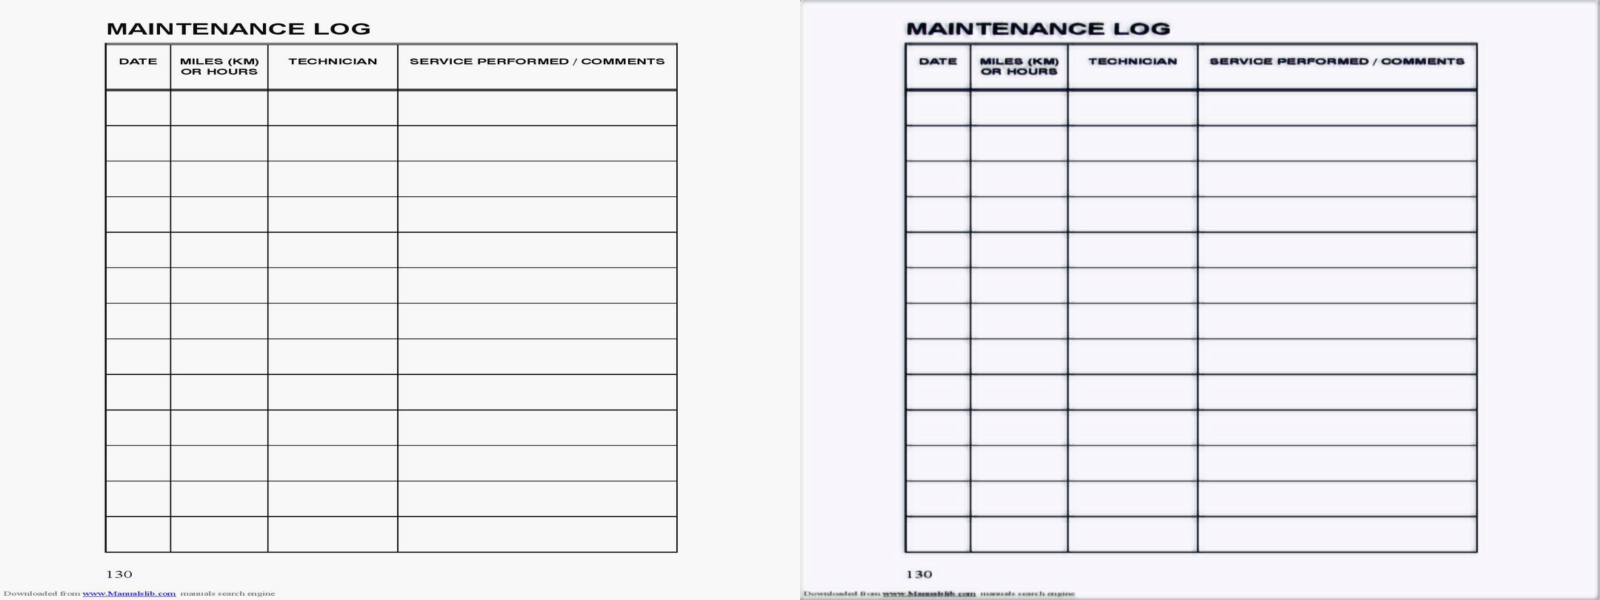 MAINTENANCE LOG
DATE
MILES (KM)
OR HOURS
TECHNICIAN
SERVICE PERFORMED / COMMENTS
130
Downloaded from www.Manualslib.com manuals search engine
MAINTENANCE LOG
DATE
MILES (KM)
OR HOURS
TECHNICIAN
SERVICE PERFORMED / COMMENTS
130
Downloaded from www.Manualslib.com manuals search engine